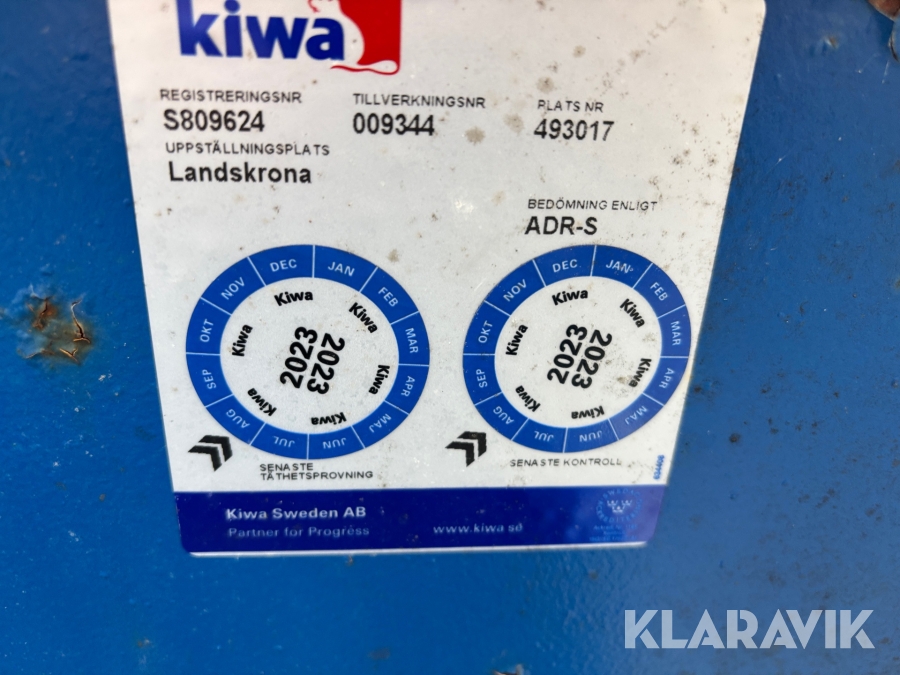 kiwa
REGISTRERINGSNR
S809624
TILLVERKNINGSNR
009344
PLATS NR
493017
UPPSTÄLLNINGSPLATS
Landskrona
BEDÖMNING ENLIGT
ADR-S
JAN FEB MAR APR MAJ JUN JUL AUG SEP OKT NOV DEC
Kiwa Kiwa Kiwa Kiwa Kiwa Kiwa
2023
2023
JAN FEB MAR APR MAJ JUN JUL AUG SEP OKT NOV DEC
Kiwa Kiwa Kiwa Kiwa Kiwa Kiwa
2023
2023
SENASTE
TÄTHETSPROVNING
SENASTE KONTROLL
Kiwa Sweden AB
Partner for Progress
www.kiwa.se
KLARAVIK